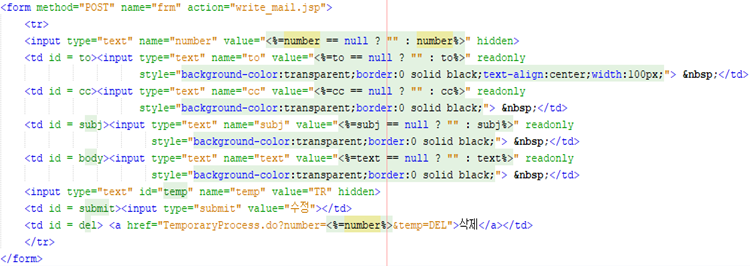 <form method="POST" name="frm" action="write_mail.jsp">
<tr>
<input type="text" name="number" value="<%=number == null ? "" : number%>" hidden>
<td id = to><input type="text" name="to" value="<%=to == null ? "" : to%>" readonly
style="background-color:transparent;border:0 solid black;text-align:center;width:100px;"> &nbsp;</td>
<td id = cc><input type="text" name="cc" value="<%=cc == null ? "" : cc%>" readonly
style="background-color:transparent;border:0 solid black;"> &nbsp;</td>
<td id = subj><input type="text" name="subj" value="<%=subj == null ? "" : subj%>" readonly
style="background-color:transparent;border:0 solid black;"> &nbsp;</td>
<td id = body><input type="text" name="text" value="<%=text == null ? "" : text%>" readonly
style="background-color:transparent;border:0 solid black;"> &nbsp;</td>
<input type="text" id="temp" name="temp" value="TR" hidden>
<td id = submit><input type="submit" value="수정"></td>
<td id = del> <a href="TemporaryProcess.do?number=<%=number%>&temp=DEL">삭제</a></td>
</tr>
</form>